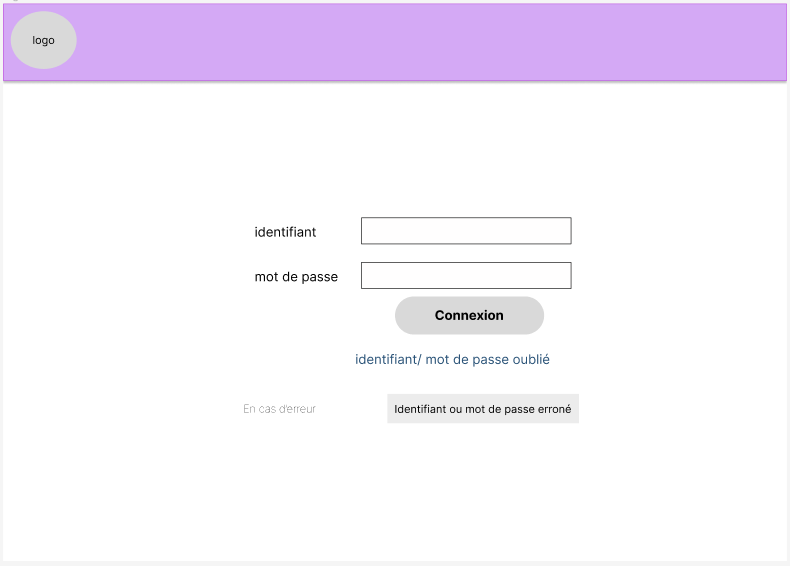 logo
identifiant
mot de passe
Connexion
identifiant/ mot de passe oublié
En cas d'erreur
Identifiant ou mot de passe erroné